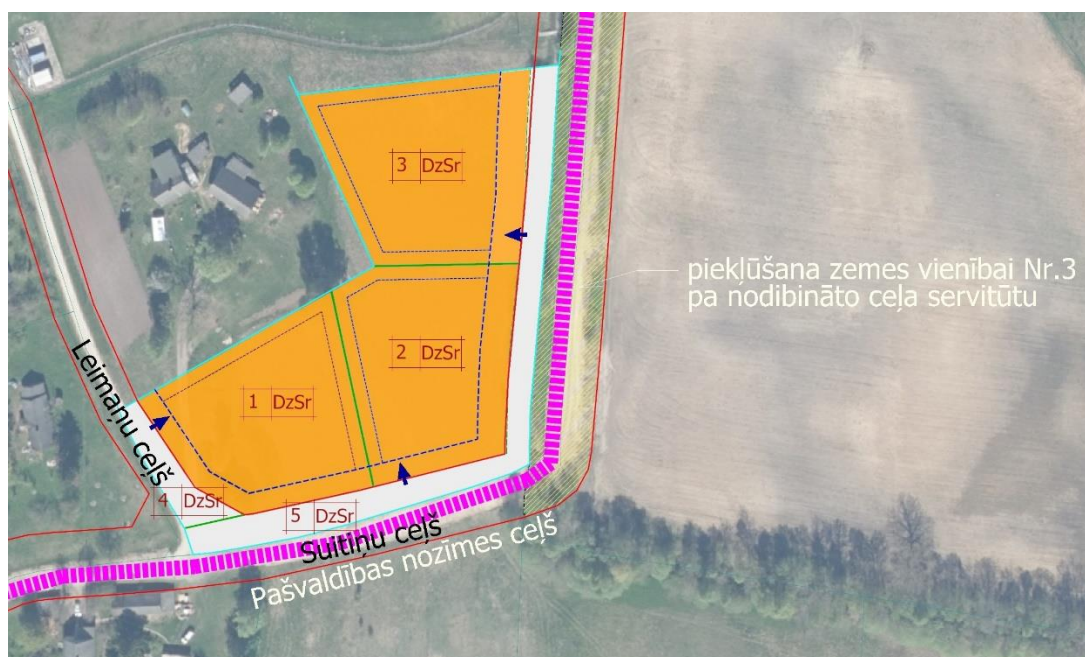 3 DzSr
piekļūšana zemes vienībai Nr.3
pa nodibināto ceļa servitūtu
2 DzSr
1 DzSr
Leimaņu ceļš
4 DzSr
5 DzSr
Suitiņu ceļš
Pašvaldības nozīmes ceļš